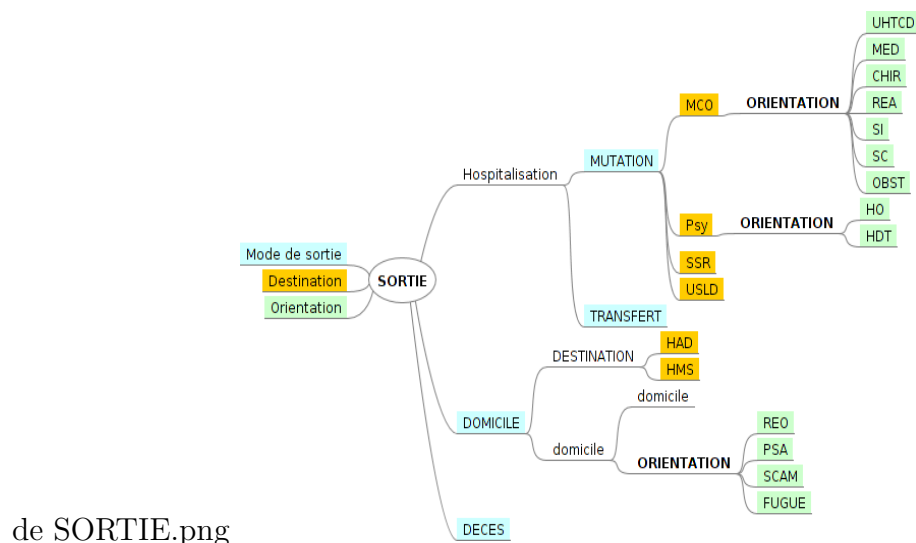 UHTCD
MED
MCO
ORIENTATION
CHIR
REA
SI
MUTATION
SC
Hospitalisation
OBST
HO
Psy
ORIENTATION
HDT
Mode de sortie
SSR
Destination
SORTIE
USLD
Orientation
TRANSFERT
HAD
DESTINATION
HMS
domicile
DOMICILE
REO
domicile
PSA
ORIENTATION
SCAM
FUGUE
DECES
de SORTIE.png